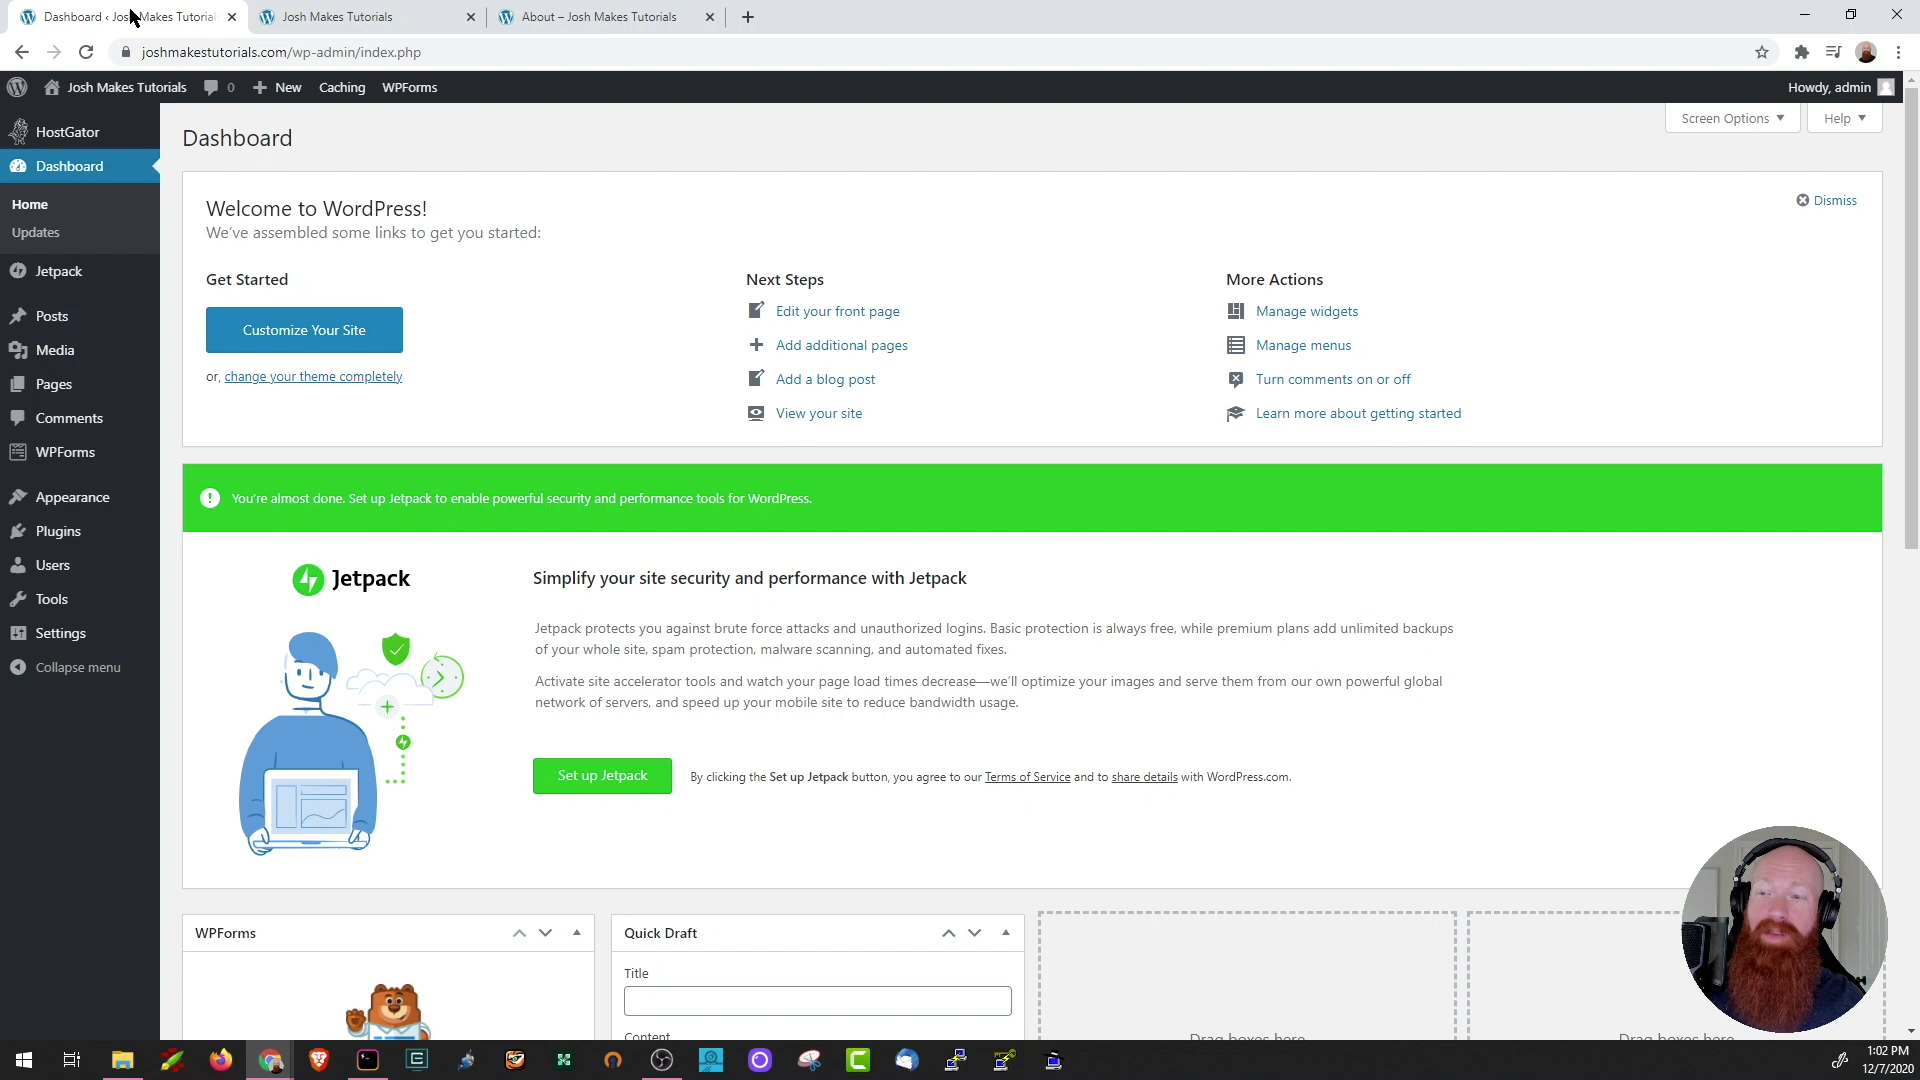 Dashboard ‹ Josh Makes Tutorials
Josh Makes Tutorials
About – Josh Makes Tutorials
joshmakestutorials.com/wp-admin/index.php
Josh Makes Tutorials
0
New
Caching
WPForms
Howdy, admin
HostGator
Dashboard
Home
Updates
Jetpack
Posts
Media
Pages
Comments
WPForms
Appearance
Plugins
Users
Tools
Settings
Collapse menu
Screen Options
Help
Dashboard
Welcome to WordPress!
We've assembled some links to get you started:
Dismiss
Get Started
Customize Your Site
or, change your theme completely
Next Steps
Edit your front page
Add additional pages
Add a blog post
View your site
More Actions
Manage widgets
Manage menus
Turn comments on or off
Learn more about getting started
You're almost done. Set up Jetpack to enable powerful security and performance tools for WordPress.
Jetpack
Simplify your site security and performance with Jetpack
Jetpack protects you against brute force attacks and unauthorized logins. Basic protection is always free, while premium plans add unlimited backups
of your whole site, spam protection, malware scanning, and automated fixes.
Activate site accelerator tools and watch your page load times decrease—we'll optimize your images and serve them from our own powerful global
network of servers, and speed up your mobile site to reduce bandwidth usage.
Set up Jetpack
By clicking the Set up Jetpack button, you agree to our Terms of Service and to share details with WordPress.com.
WPForms
Quick Draft
Title
Content
Drag boxes here
Drag boxes here
1:02 PM
12/7/2020